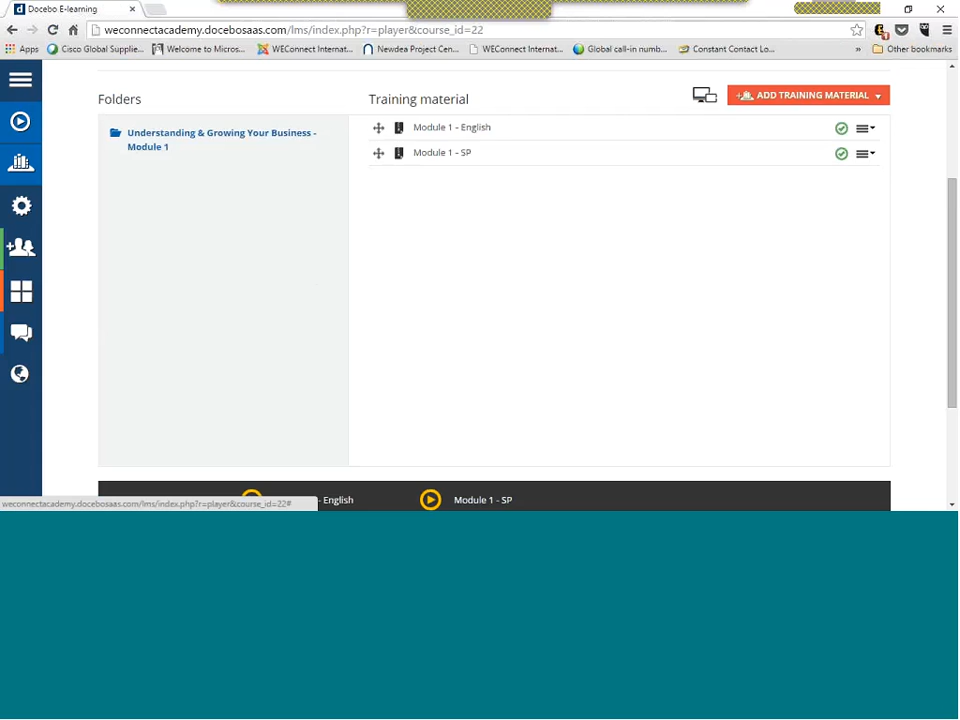 Docebo E-learning
weconnectacademy.docebosaas.com/lms/index.php?r=player&course_id=22
Apps Cisco Global Supplie... Welcome to Micros... WEConnect Internat... Newdea Project Cen... WEConnect Internat... Global call-in numb... Constant Contact Lo... » Other bookmarks
Folders Training material ADD TRAINING MATERIAL
Understanding & Growing Your Business - Module 1 - English
Module 1 Module 1 - SP
- English Module 1 - SP
weconnectacademy.docebosaas.com/lms/index.php?r=player&course_id=22#